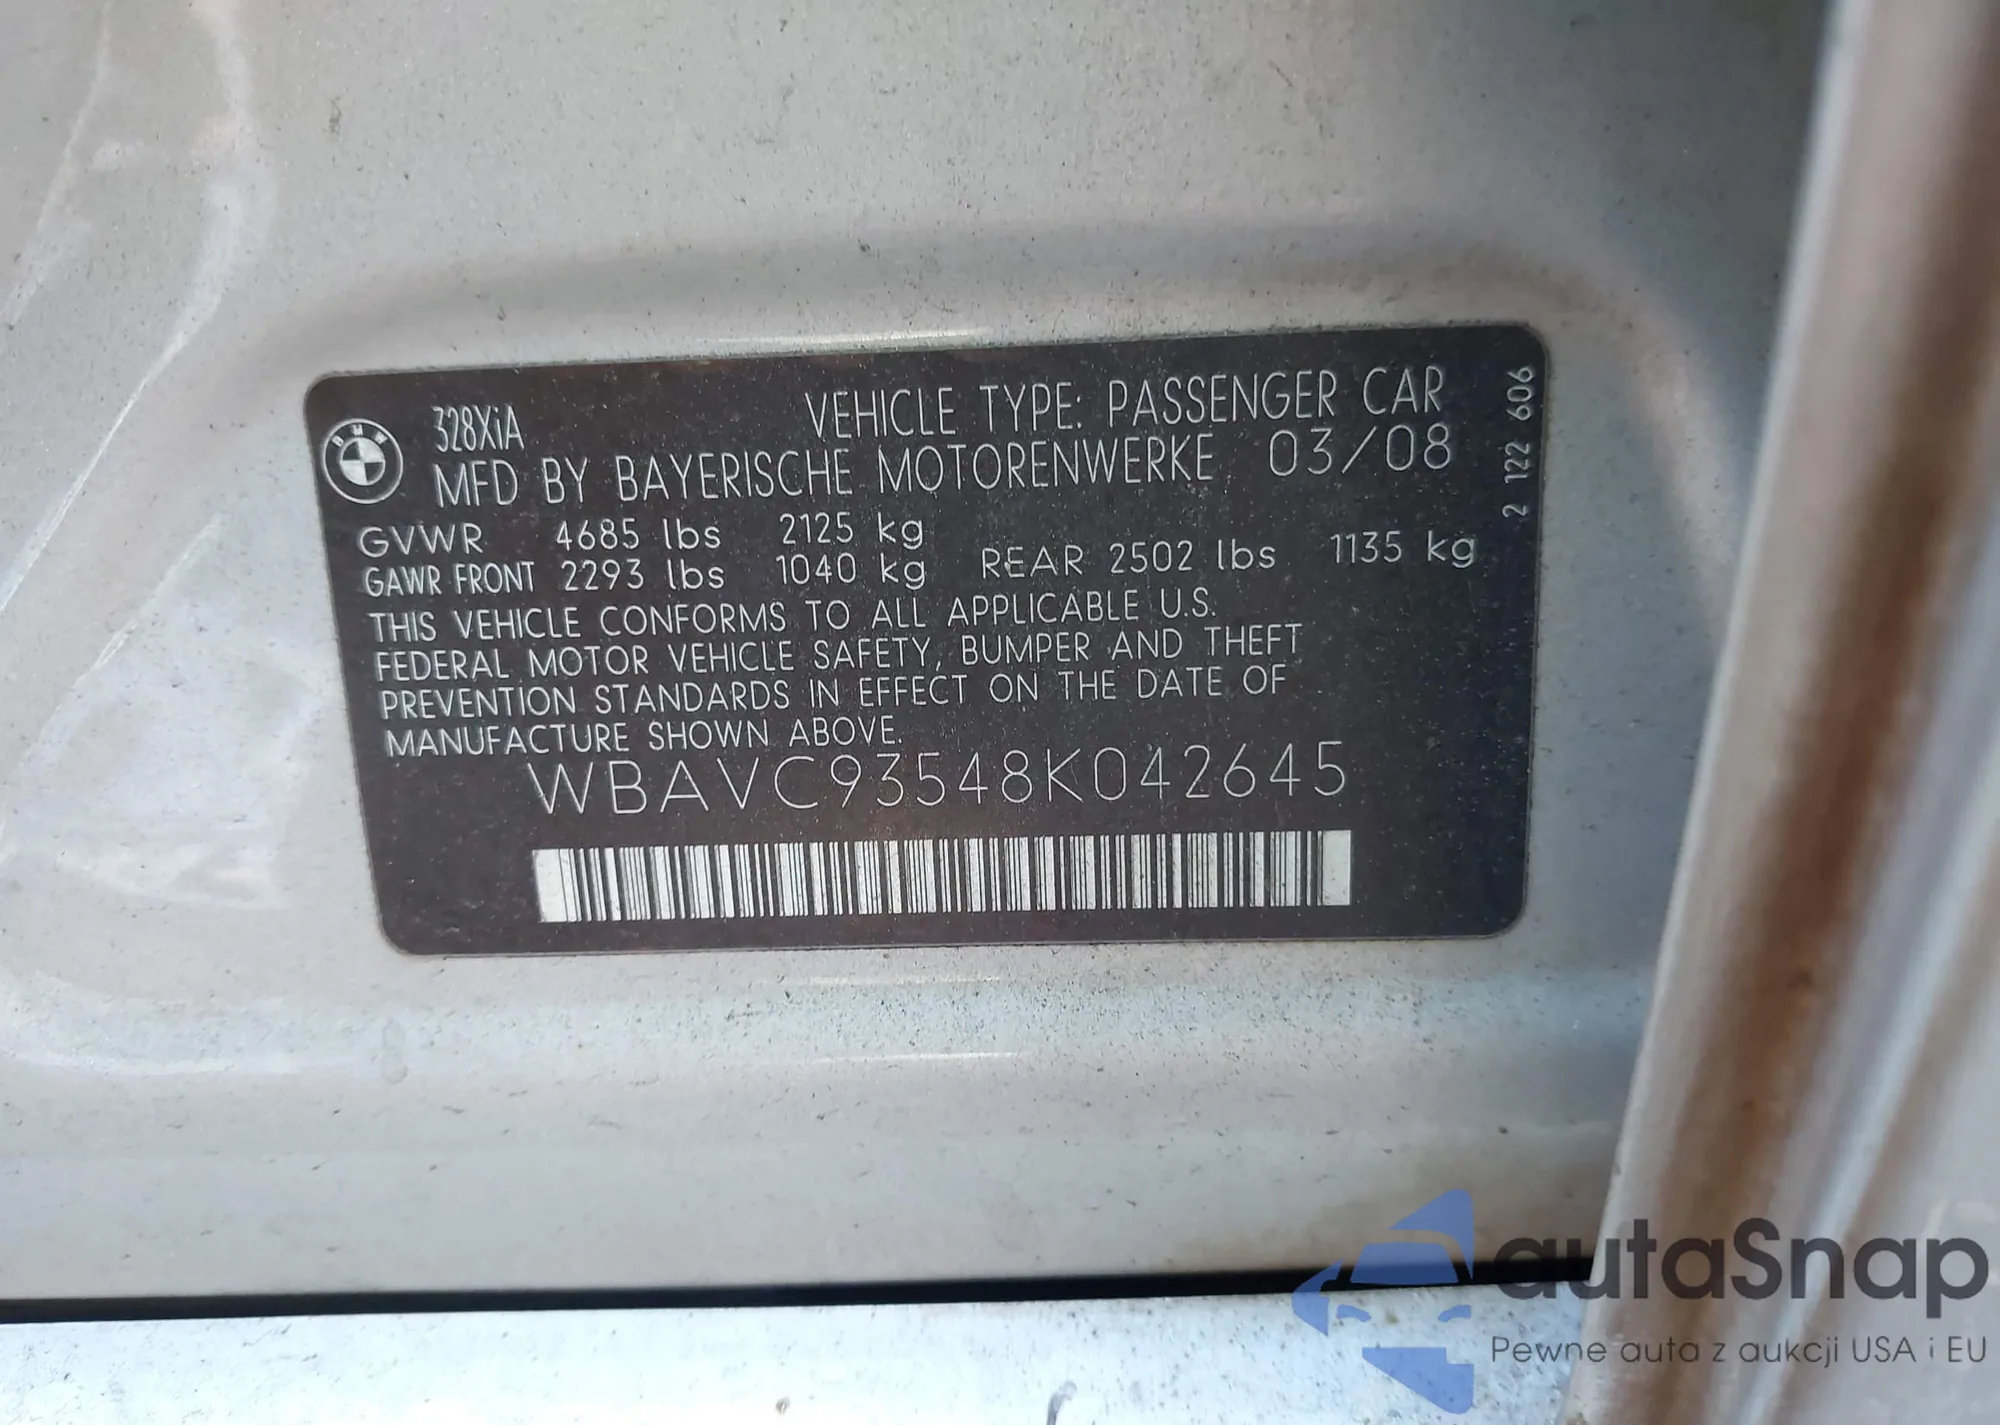 BMW
328XiA
VEHICLE TYPE: PASSENGER CAR
MFD BY BAYERISCHE MOTORENWERKE 03/08
GVWR 4685 lbs 2125 kg
GAWR FRONT 2293 lbs 1040 kg REAR 2502 lbs 1135 kg
THIS VEHICLE CONFORMS TO ALL APPLICABLE U.S.
FEDERAL MOTOR VEHICLE SAFETY, BUMPER AND THEFT
PREVENTION STANDARDS IN EFFECT ON THE DATE OF
MANUFACTURE SHOWN ABOVE.
WBAVC93548K042645
2 122 606
autaSnap
Pewne auta z aukcji USA i EU